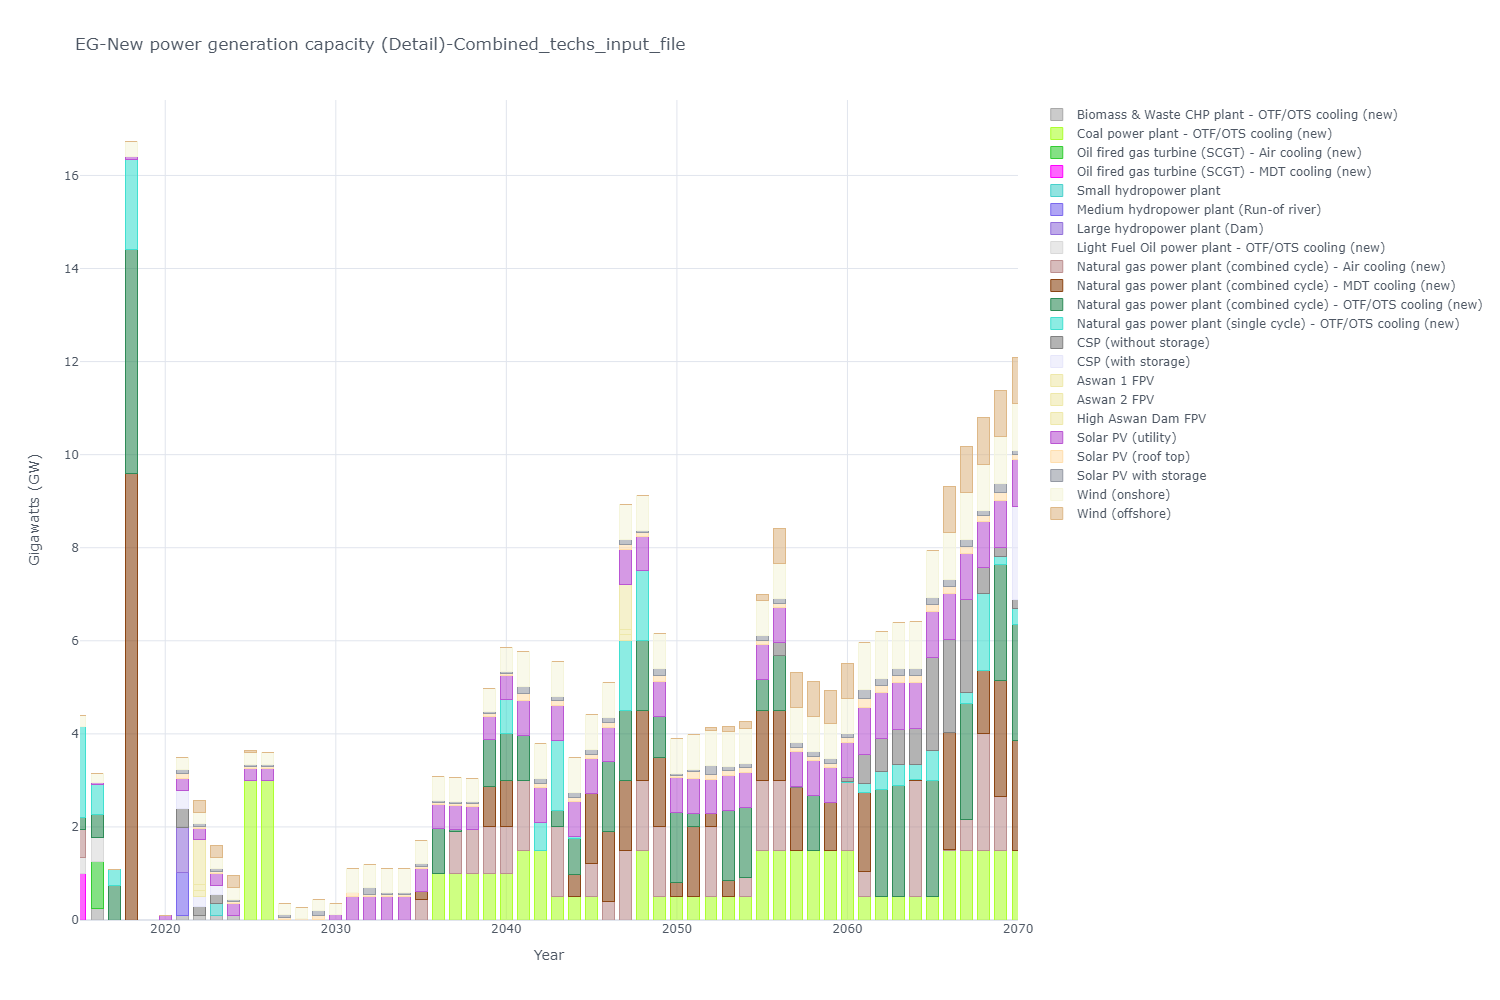 EG-New power generation capacity (Detail)-Combined_techs_input_file
Biomass & Waste CHP plant - OTF/OTS cooling (new)
Coal power plant - OTF/OTS cooling (new)
Oil fired gas turbine (SCGT) - Air cooling (new)
Oil fired gas turbine (SCGT) - MDT cooling (new)
Small hydropower plant
Medium hydropower plant (Run-of river)
Large hydropower plant (Dam)
Light Fuel Oil power plant - OTF/OTS cooling (new)
Natural gas power plant (combined cycle) - Air cooling (new)
Natural gas power plant (combined cycle) - MDT cooling (new)
Natural gas power plant (combined cycle) - OTF/OTS cooling (new)
Natural gas power plant (single cycle) - OTF/OTS cooling (new)
CSP (without storage)
CSP (with storage)
Aswan 1 FPV
Aswan 2 FPV
High Aswan Dam FPV
Solar PV (utility)
Solar PV (roof top)
Solar PV with storage
Wind (onshore)
Wind (offshore)
16
14
12
10
8
6
4
2
0
Gigawatts (GW)
2020 2030 2040 2050 2060 2070
Year